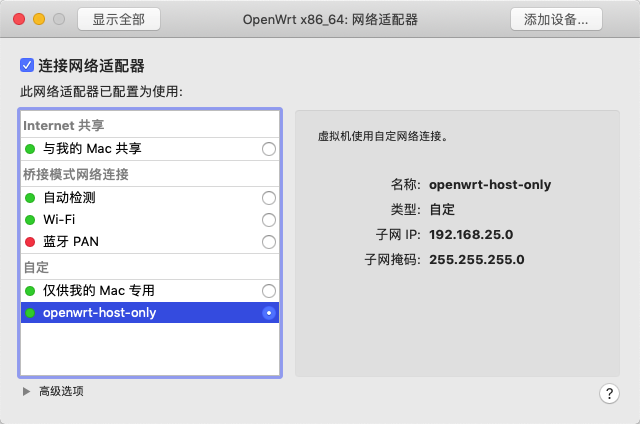 显示全部
OpenWrt x86_64: 网络适配器
添加设备...
连接网络适配器
此网络适配器已配置为使用:
Internet 共享
与我的 Mac 共享
桥接模式网络连接
自动检测
Wi-Fi
蓝牙 PAN
自定
仅供我的 Mac 专用
openwrt-host-only
高级选项
虚拟机使用自定网络连接。
名称: openwrt-host-only
类型: 自定
子网 IP: 192.168.25.0
子网掩码: 255.255.255.0
?